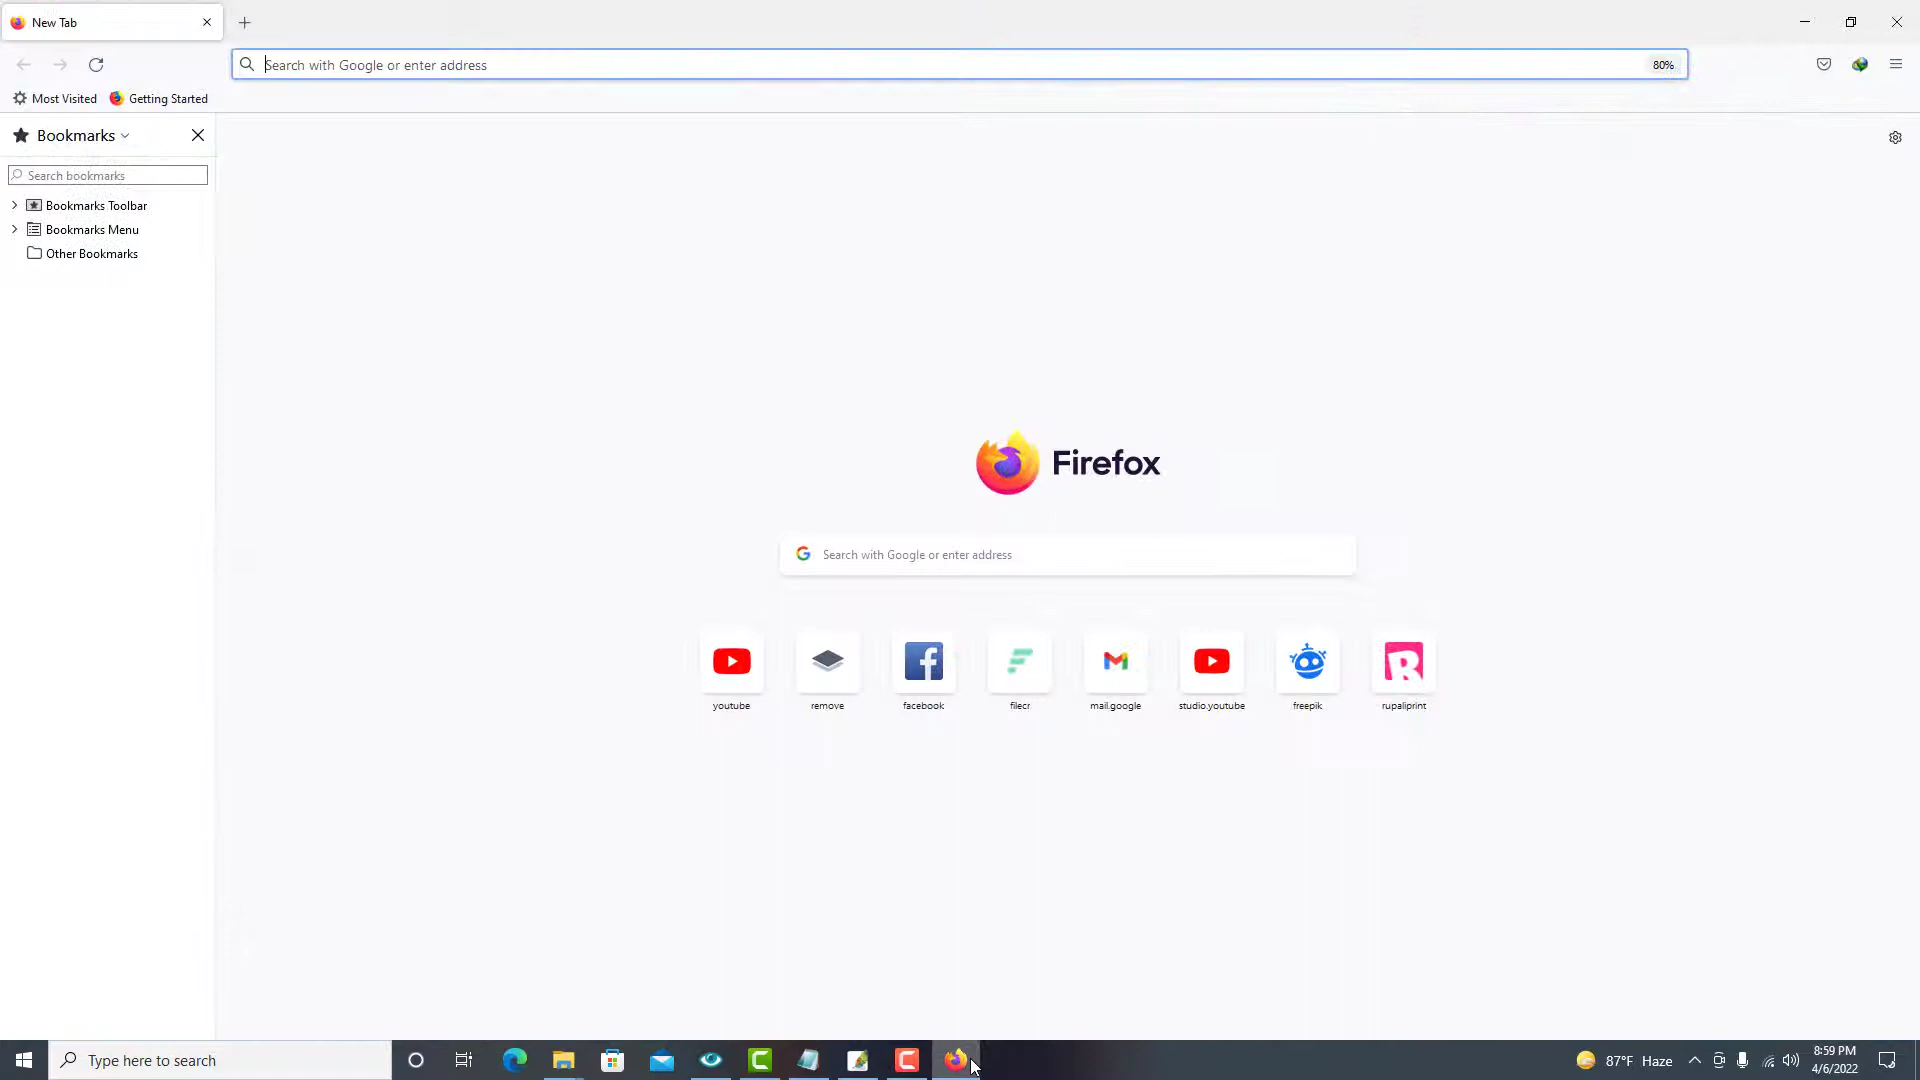 New Tab
Search with Google or enter address
80%
Most Visited
Getting Started
Bookmarks
Search bookmarks
Bookmarks Toolbar
Bookmarks Menu
Other Bookmarks
Firefox
Search with Google or enter address
youtube
remove
facebook
filecr
mail.google
studio.youtube
freepik
rupaliprint
Type here to search
87°F Haze
8:59 PM
4/6/2022